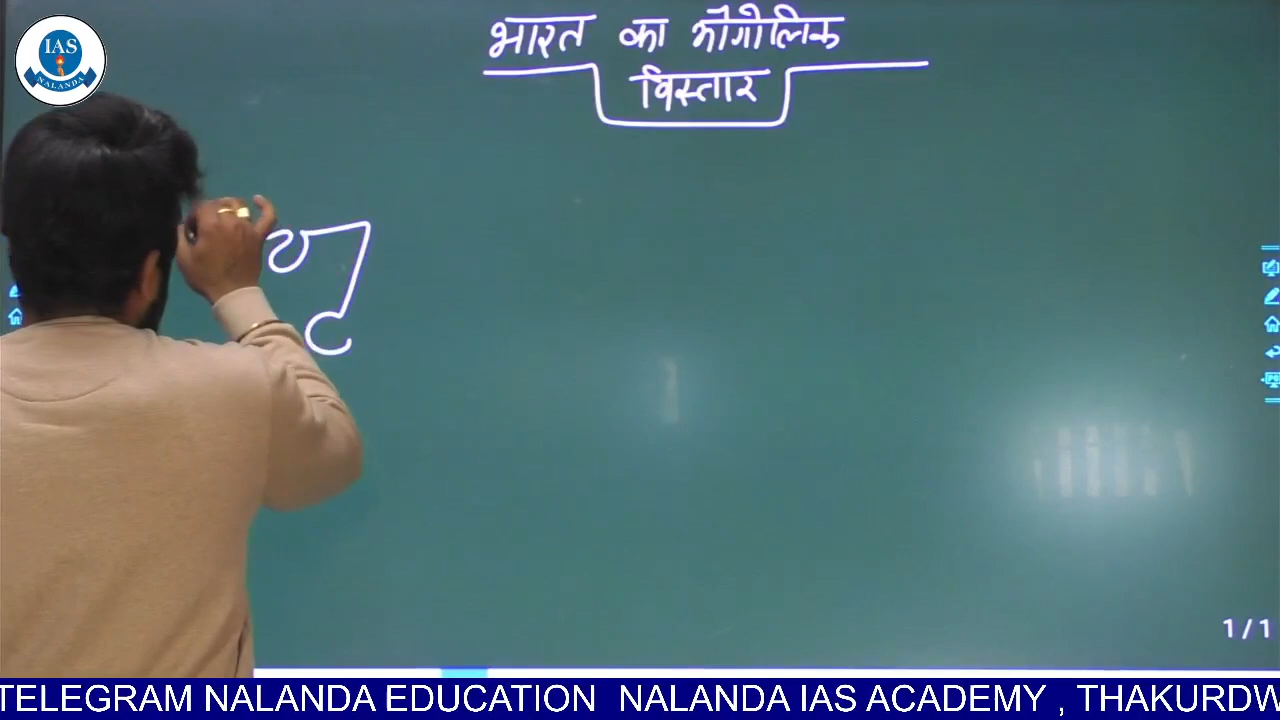 IAS
NALANDA
भारत का भौगोलिक
विस्तार
1/1
TELEGRAM NALANDA EDUCATION NALANDA IAS ACADEMY , THAKURDW